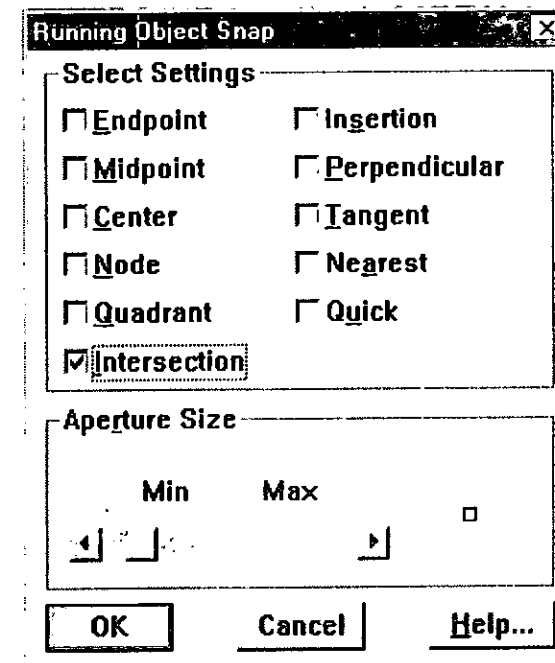 Running Object Snap
Select Settings
Endpoint
Insertion
Midpoint
Perpendicular
Center
Tangent
Node
Nearest
Quadrant
Quick
Intersection
Aperture Size
Min Max
OK Cancel Help...